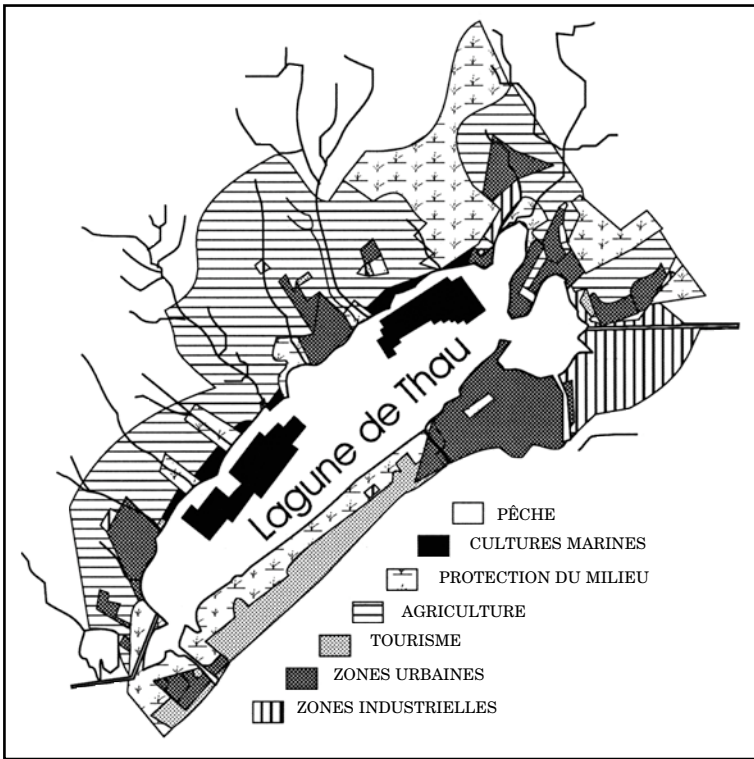 Lagune de Thau
PÊCHE
CULTURES MARINES
PROTECTION DU MILIEU
AGRICULTURE
TOURISME
ZONES URBAINES
ZONES INDUSTRIELLES